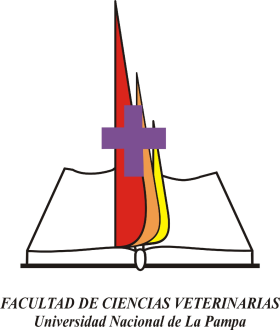 FACULTAD DE CIENCIAS VETERINARIAS
Universidad Nacional de La Pampa